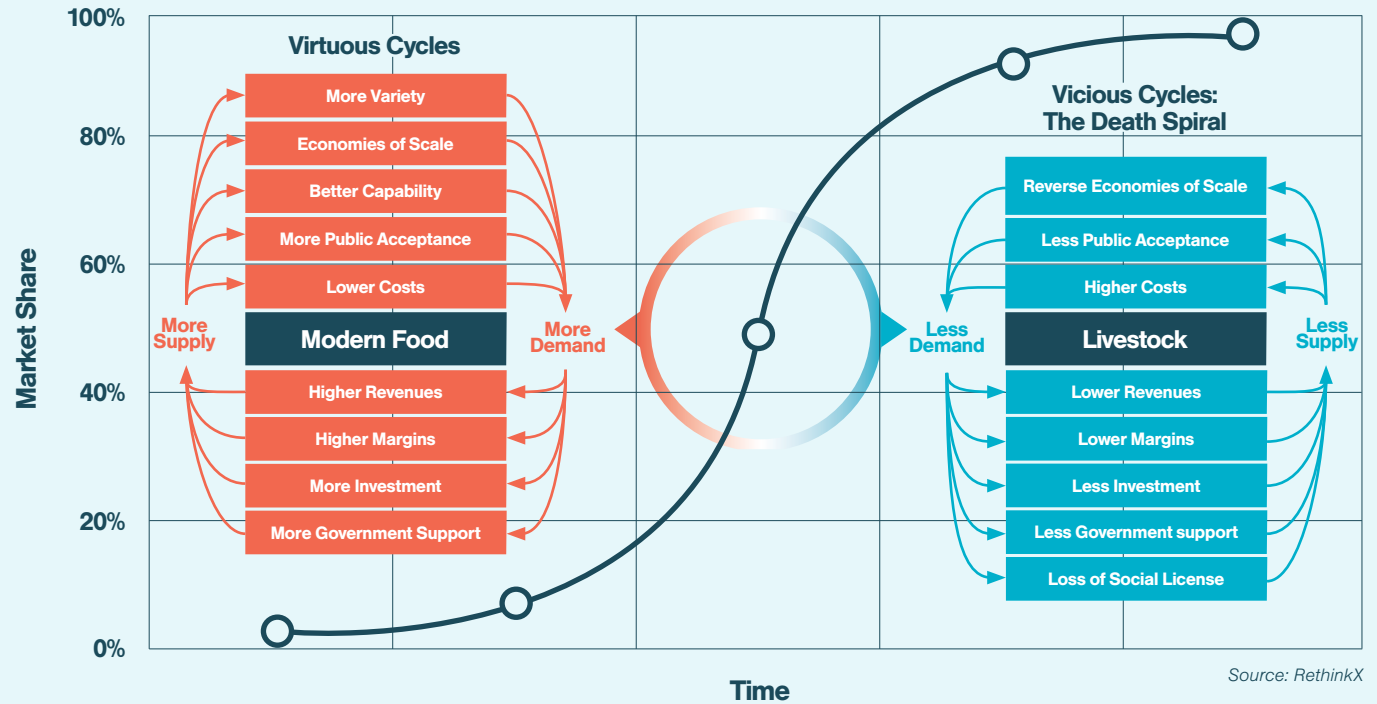 100%
80%
60%
40%
20%
0%
Market Share
Time
Virtuous Cycles
More Variety
Economies of Scale
Better Capability
More Public Acceptance
Lower Costs
More
Supply
Modern Food
More
Demand
Higher Revenues
Higher Margins
More Investment
More Government Support
Vicious Cycles:
The Death Spiral
Reverse Economies of Scale
Less Public Acceptance
Higher Costs
Less
Demand
Livestock
Less
Supply
Lower Revenues
Lower Margins
Less Investment
Less Government support
Loss of Social License
Source: RethinkX